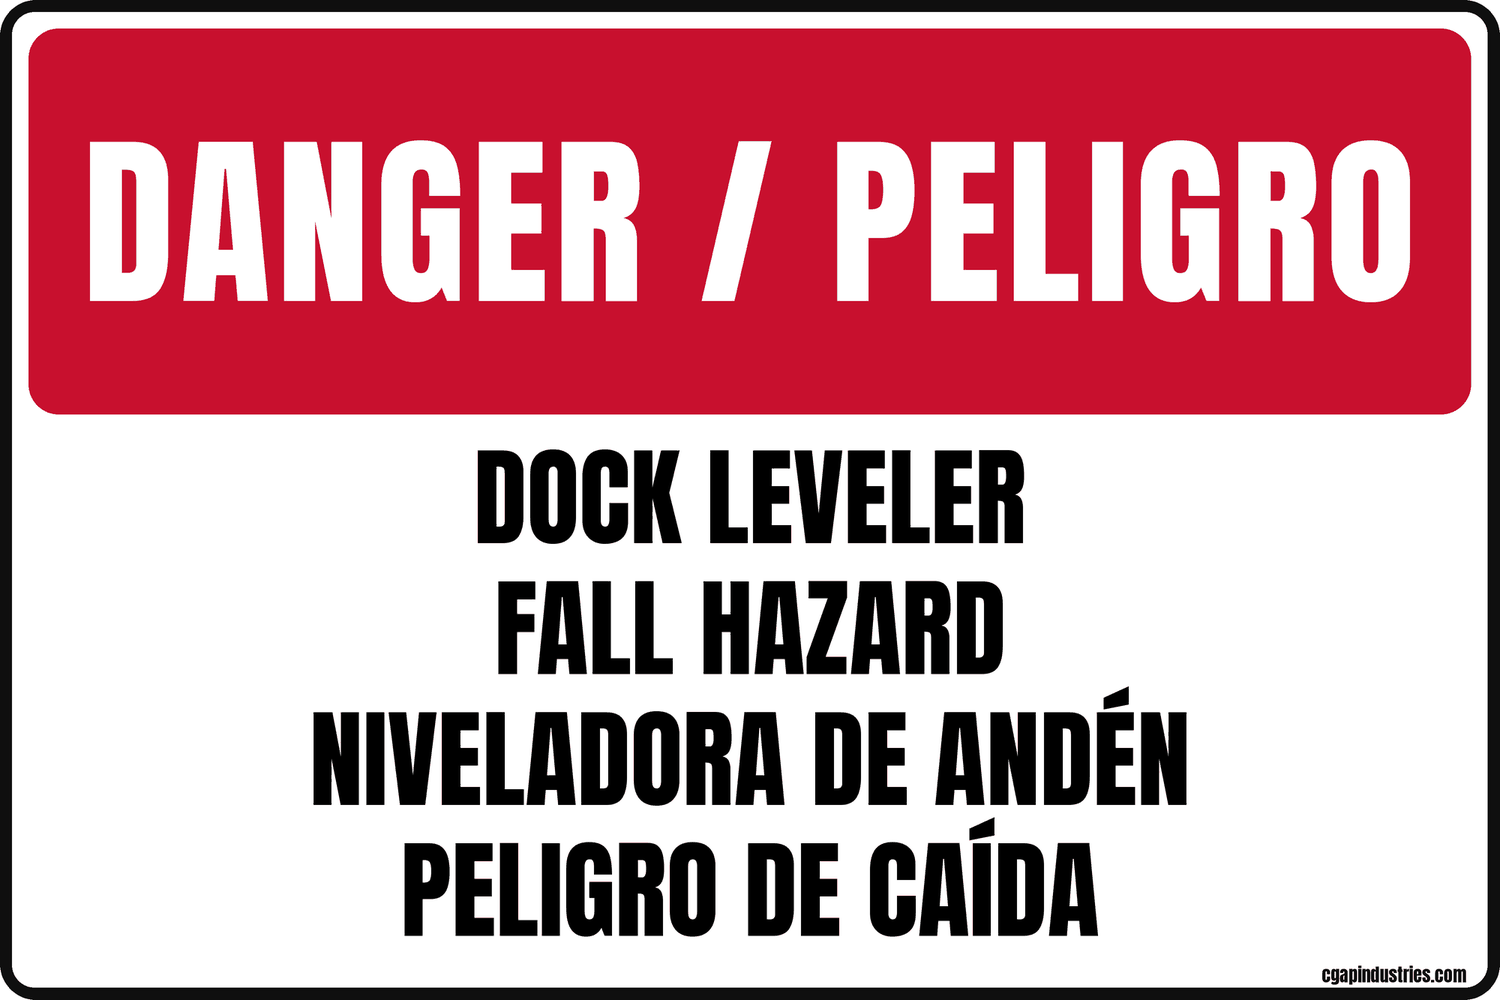 DANGER / PELIGRO
DOCK LEVELER
FALL HAZARD
NIVELADORA DE ANDÉN
PELIGRO DE CAÍDA
cgapindustries.com